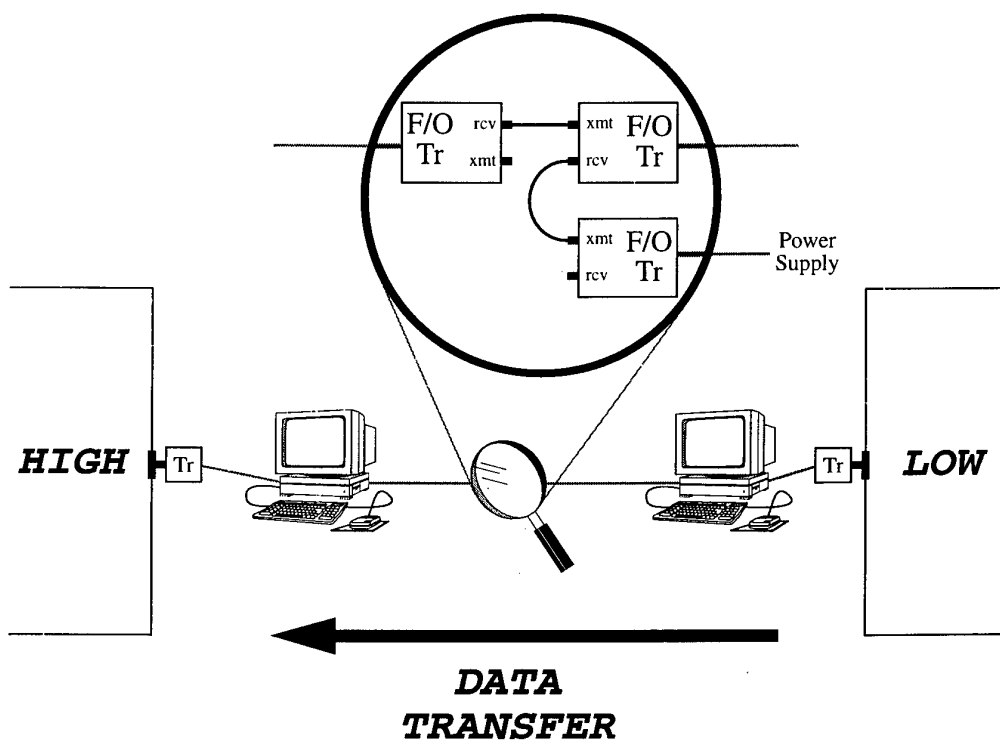 F/O rcv
Tr xmt
xmt F/O
rcv Tr
xmt F/O
rcv Tr
Power
Supply
HIGH
Tr
Tr
LOW
DATA
TRANSFER